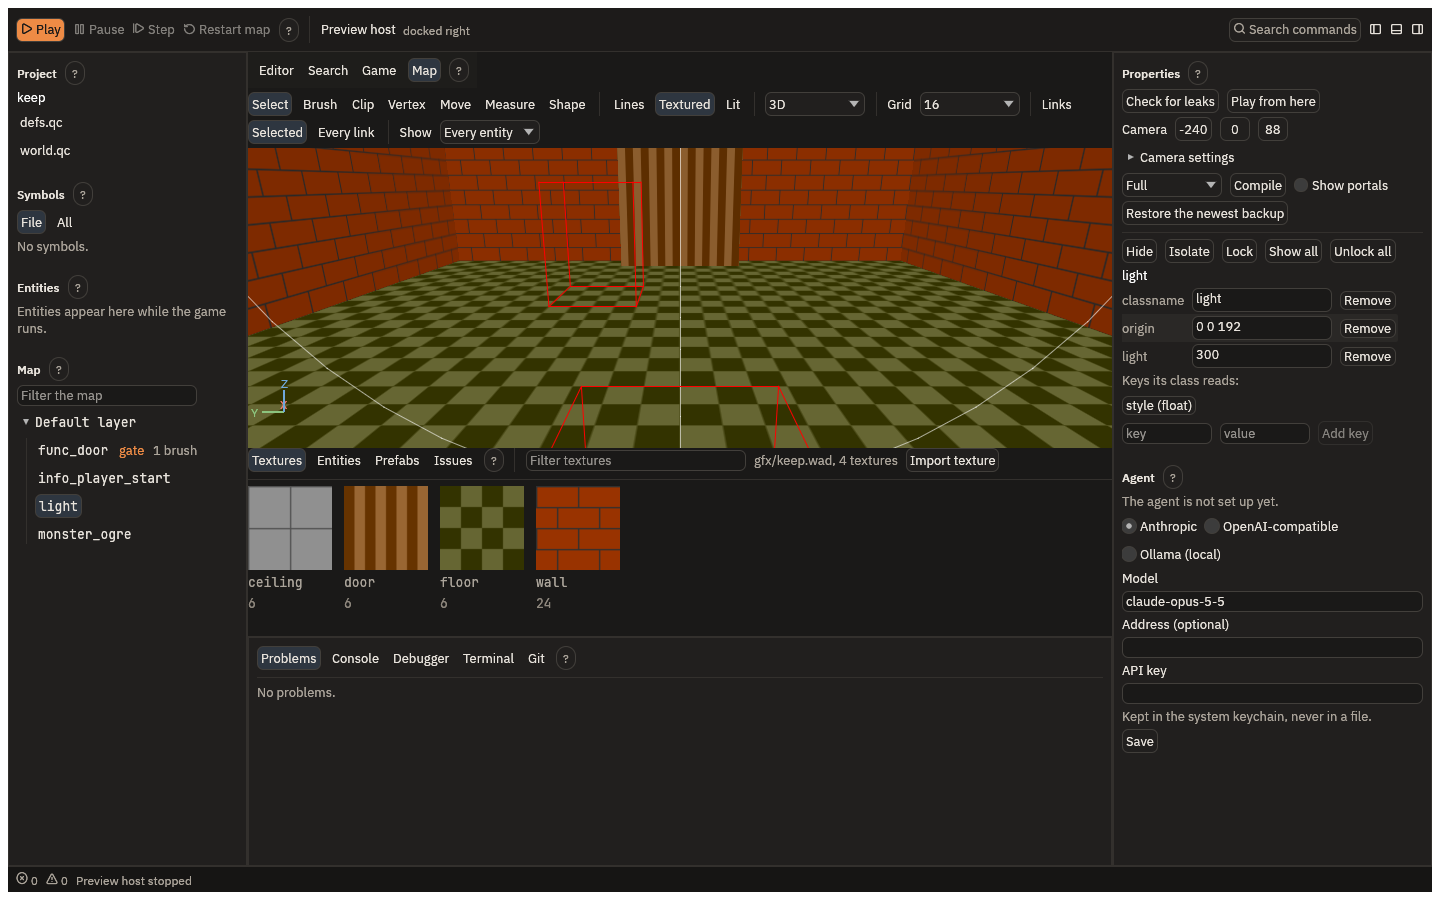 Play Pause Step Restart map ? Preview host docked right Search commands
Project ?
keep
defs.qc
world.qc
Symbols ?
File All
No symbols.
Entities ?
Entities appear here while the game
runs.
Map ?
Filter the map
Default layer
func_door gate 1 brush
info_player_start
light
monster_ogre
Editor Search Game Map ?
Select Brush Clip Vertex Move Measure Shape Lines Textured Lit 3D Grid 16 Links
Selected Every link Show Every entity
Z
Y X
Textures Entities Prefabs Issues ? Filter textures gfx/keep.wad, 4 textures Import texture
ceiling door floor wall
6 6 6 24
Problems Console Debugger Terminal Git ?
No problems.
Properties ?
Check for leaks Play from here
Camera -240 0 88
Camera settings
Full Compile Show portals
Restore the newest backup
Hide Isolate Lock Show all Unlock all
light
classname light Remove
origin 0 0 192 Remove
light 300 Remove
Keys its class reads:
style (float)
key value Add key
Agent ?
The agent is not set up yet.
Anthropic OpenAI-compatible
Ollama (local)
Model
claude-opus-5-5
Address (optional)
API key
Kept in the system keychain, never in a file.
Save
0 0 Preview host stopped